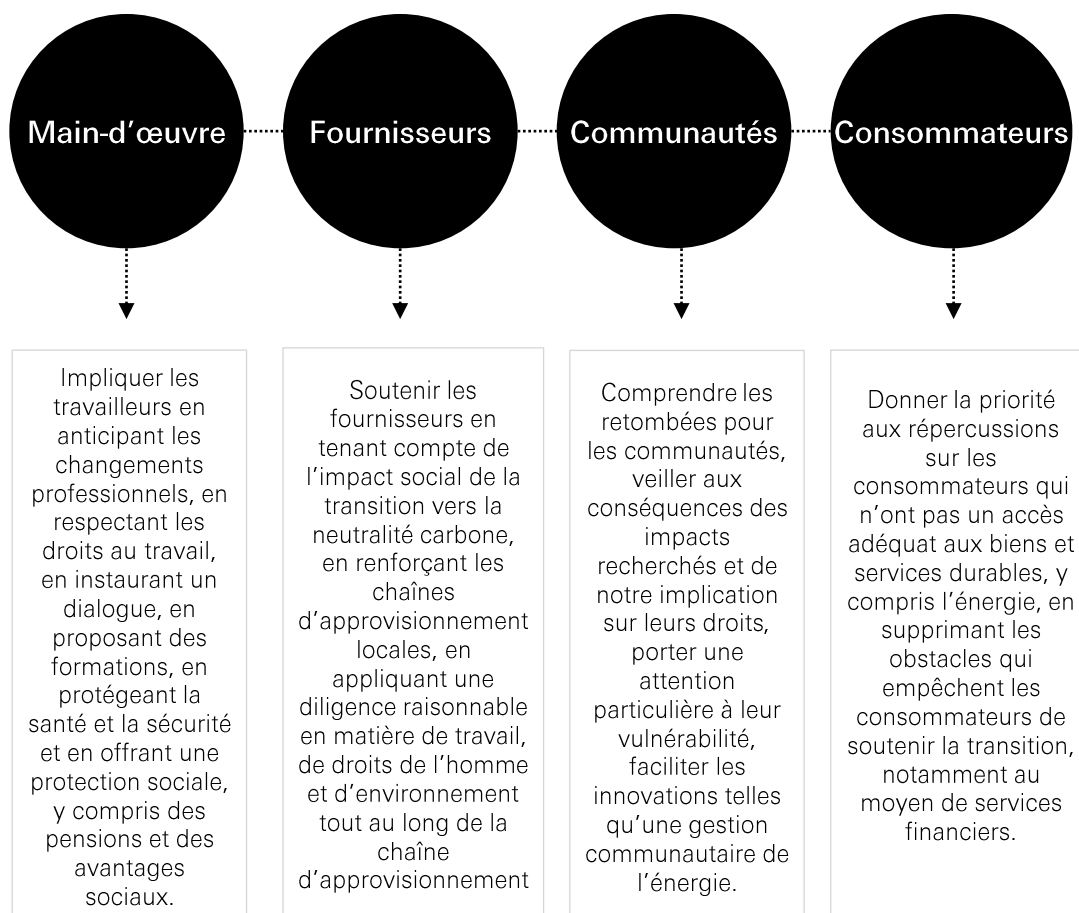 Main-d'œuvre
Fournisseurs
Communautés
Consommateurs
Impliquer les
travailleurs en
anticipant les
changements
professionnels, en
respectant les
droits au travail,
en instaurant un
dialogue, en
proposant des
formations, en
protégeant la
santé et la sécurité
et en offrant une
protection sociale,
y compris des
pensions et des
avantages
sociaux.
Soutenir les
fournisseurs en
tenant compte de
l'impact social de la
transition vers la
neutralité carbone,
en renforçant les
chaînes
d'approvisionnement
locales, en
appliquant une
diligence raisonnable
en matière de travail,
de droits de l'homme
et d'environnement
tout au long de la
chaîne
d'approvisionnement
Comprendre les
retombées pour
les communautés,
veiller aux
conséquences des
impacts
recherchés et de
notre implication
sur leurs droits,
porter une
attention
particulière à leur
vulnérabilité,
faciliter les
innovations telles
qu'une gestion
communautaire de
l'énergie.
Donner la priorité
aux répercussions
sur les
consommateurs qui
n'ont pas un accès
adéquat aux biens et
services durables, y
compris l'énergie, en
supprimant les
obstacles qui
empêchent les
consommateurs de
soutenir la transition,
notamment au
moyen de services
financiers.